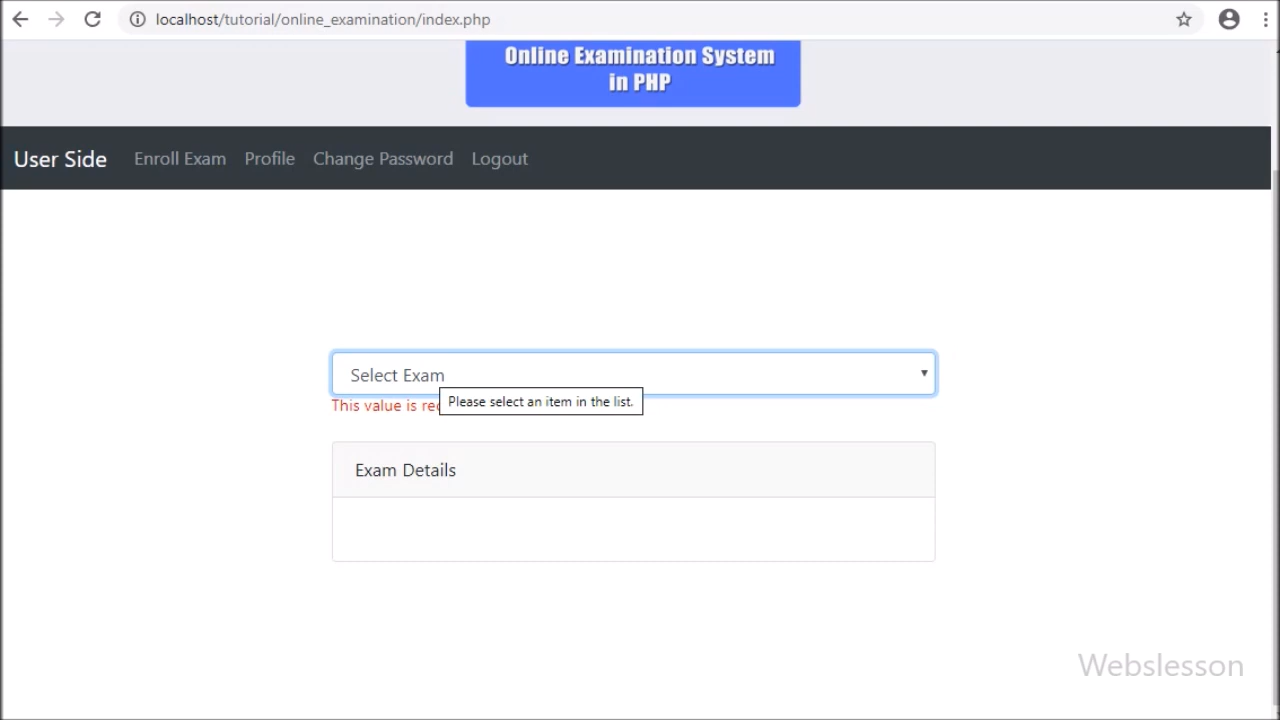 localhost/tutorial/online_examination/index.php
Online Examination System
in PHP
User Side Enroll Exam Profile Change Password Logout
Select Exam
This value is
Please select an item in the list.
Exam Details
Webslesson